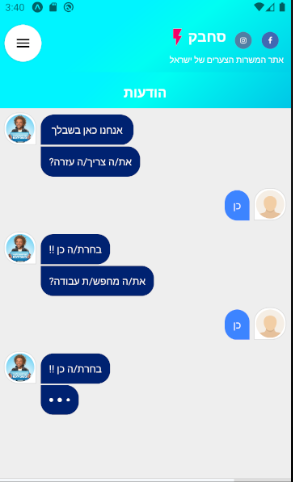 3:40
סחבק
אתר המשרות הצעירים של ישראל
הודעות
אנחנו כאן בשבלך
את/ה צריך/ה עזרה?
כן
בחרת/ה כן !!
את/ה מחפש/ת עבודה?
כן
בחרת/ה כן !!